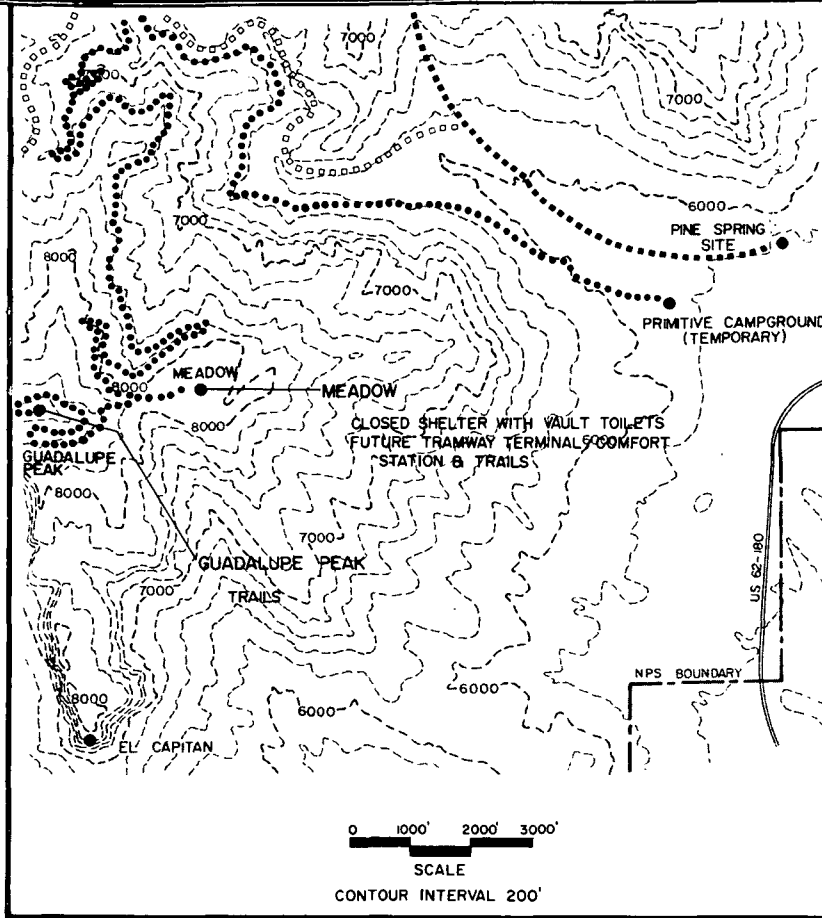 7000
7000
7000
6000
PINE SPRING
SITE
7000
8000
7000
PRIMITIVE CAMPGROUND
(TEMPORARY)
MEADOW
8000
MEADOW
8000
CLOSED SHELTER WITH VAULT TOILETS
FUTURE TRAMWAY TERMINAL COMFORT
6000
STATION & TRAILS
GUADALUPE
PEAK
8000
7000
GUADALUPE PEAK
TRAILS
7000
US 62-180
NPS BOUNDARY
6000
8000
6000
EL CAPITAN
0 1000' 2000' 3000'
SCALE
CONTOUR INTERVAL 200'